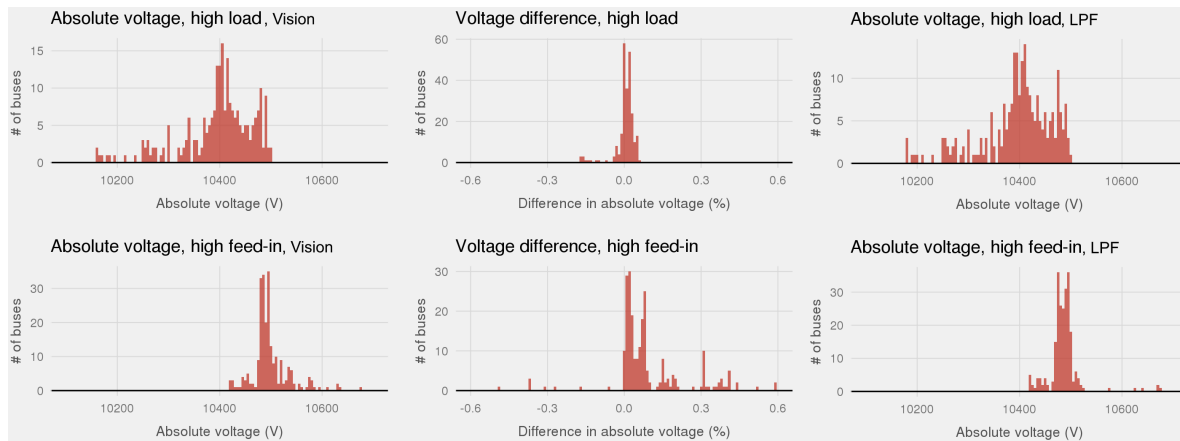 Absolute voltage, high load, Vision
Voltage difference, high load
Absolute voltage, high load, LPF
# of buses
15
10
5
0
10200
10400
10600
Absolute voltage (V)
# of buses
60
40
20
0
-0.6
-0.3
0.0
0.3
0.6
Difference in absolute voltage (%)
# of buses
10
5
0
10200
10400
10600
Absolute voltage (V)
Absolute voltage, high feed-in, Vision
Voltage difference, high feed-in
Absolute voltage, high feed-in, LPF
# of buses
30
20
10
0
10200
10400
10600
Absolute voltage (V)
# of buses
30
20
10
0
-0.6
-0.3
0.0
0.3
0.6
Difference in absolute voltage (%)
# of buses
30
20
10
0
10200
10400
10600
Absolute voltage (V)